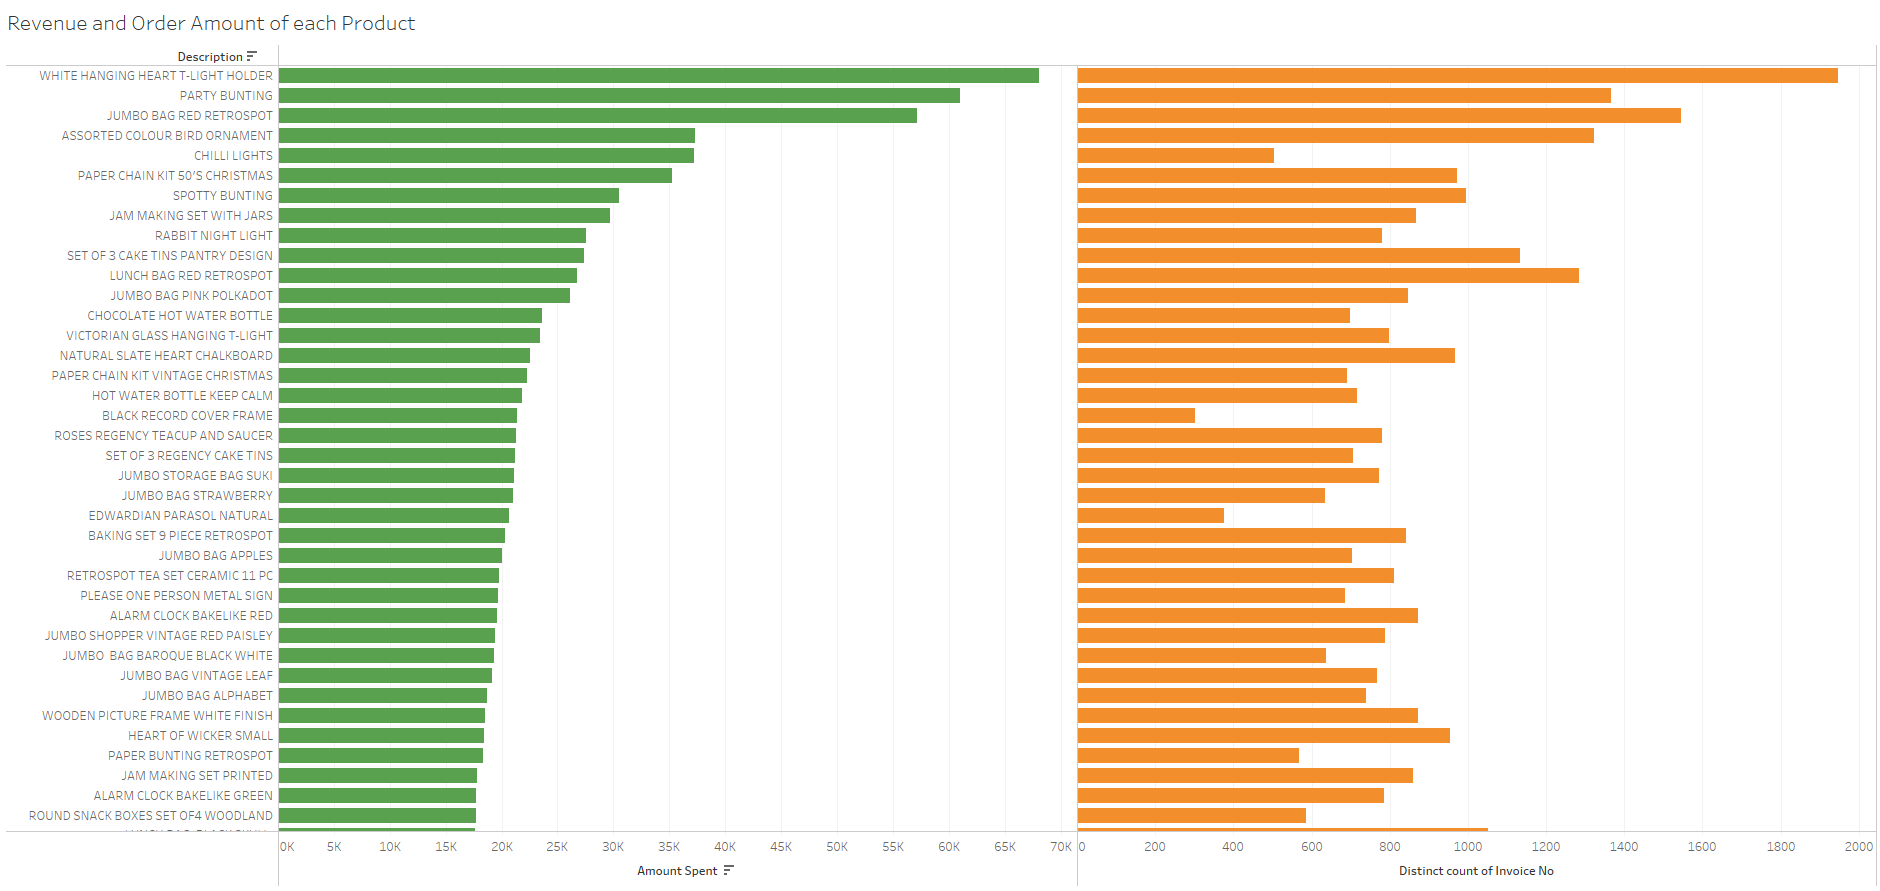 Revenue and Order Amount of each Product
Description
WHITE HANGING HEART T-LIGHT HOLDER
PARTY BUNTING
JUMBO BAG RED RETROSPOT
ASSORTED COLOUR BIRD ORNAMENT
CHILLI LIGHTS
PAPER CHAIN KIT 50'S CHRISTMAS
SPOTTY BUNTING
JAM MAKING SET WITH JARS
RABBIT NIGHT LIGHT
SET OF 3 CAKE TINS PANTRY DESIGN
LUNCH BAG RED RETROSPOT
JUMBO BAG PINK POLKADOT
CHOCOLATE HOT WATER BOTTLE
VICTORIAN GLASS HANGING T-LIGHT
NATURAL SLATE HEART CHALKBOARD
PAPER CHAIN KIT VINTAGE CHRISTMAS
HOT WATER BOTTLE KEEP CALM
BLACK RECORD COVER FRAME
ROSES REGENCY TEACUP AND SAUCER
SET OF 3 REGENCY CAKE TINS
JUMBO STORAGE BAG SUKI
JUMBO BAG STRAWBERRY
EDWARDIAN PARASOL NATURAL
BAKING SET 9 PIECE RETROSPOT
JUMBO BAG APPLES
RETROSPOT TEA SET CERAMIC 11 PC
PLEASE ONE PERSON METAL SIGN
ALARM CLOCK BAKELIKE RED
JUMBO SHOPPER VINTAGE RED PAISLEY
JUMBO  BAG BAROQUE BLACK WHITE
JUMBO BAG VINTAGE LEAF
JUMBO BAG ALPHABET
WOODEN PICTURE FRAME WHITE FINISH
HEART OF WICKER SMALL
PAPER BUNTING RETROSPOT
JAM MAKING SET PRINTED
ALARM CLOCK BAKELIKE GREEN
ROUND SNACK BOXES SET OF4 WOODLAND
0K 5K 10K 15K 20K 25K 30K 35K 40K 45K 50K 55K 60K 65K 70K 0 200 400 600 800 1000 1200 1400 1600 1800 2000
Amount Spent Distinct count of Invoice No